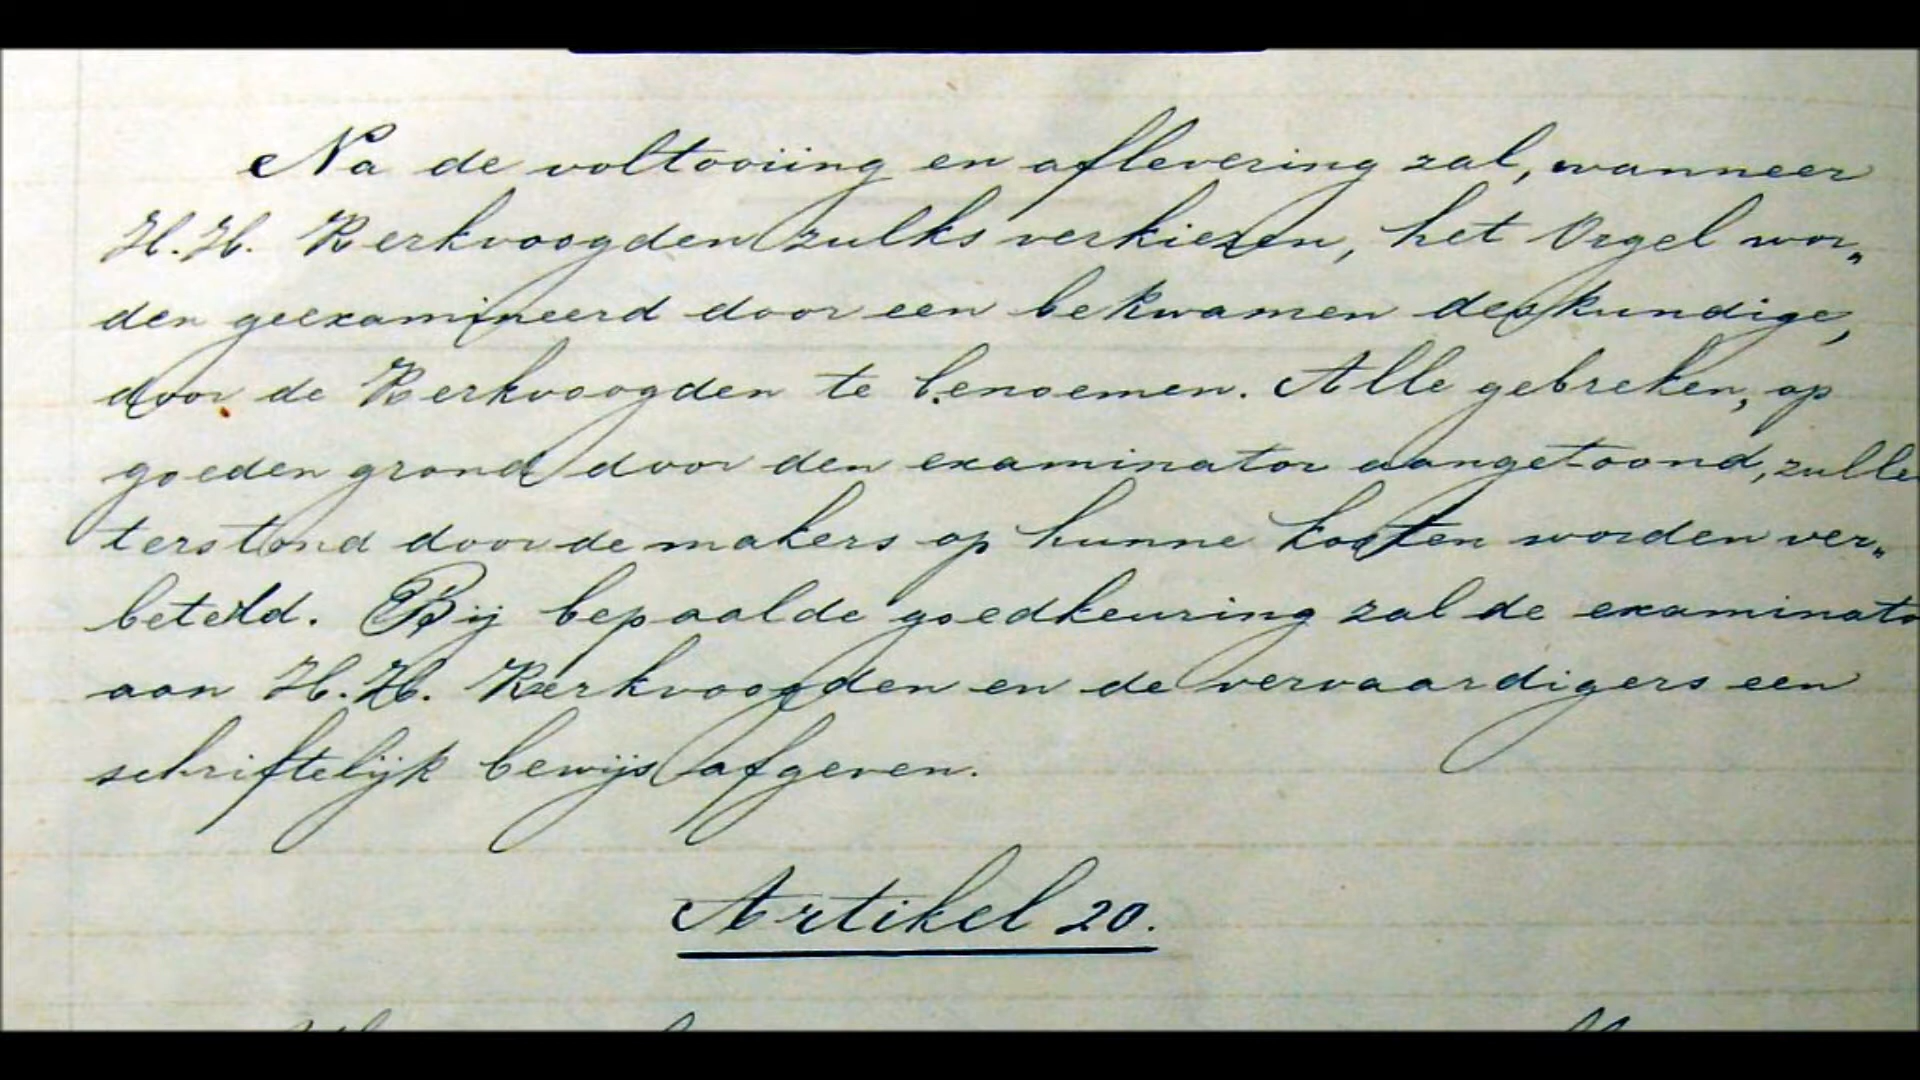 Na de voltooiing en aflevering zal, wanneer
H.H. Kerkvoogden zulks verkiezen, het Orgel wor„
den geexamineerd door een bekwamen deskundige,
door de Kerkvoogden te benoemen. Alle gebreken, op
goeden grond door den examinator aangetoond, zulle
terstond door de makers op hunne kosten worden ver„
beterd. Bij bepaalde goedkeuring zal de examinato
aan H.H. Kerkvoogden en de vervaardigers een
schriftelijk bewijs afgeven.
Artikel 20.